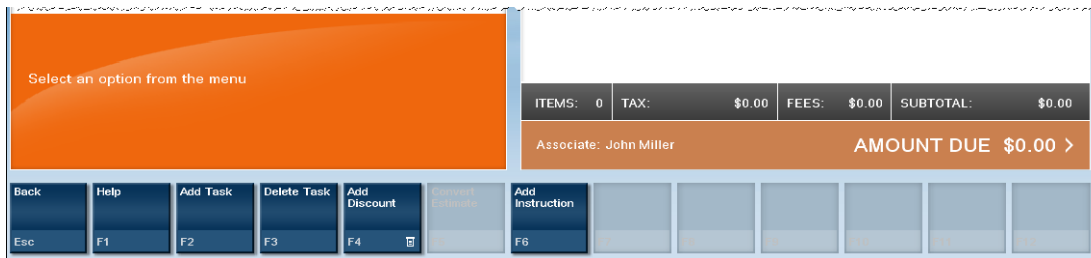 Select an option from the menu
ITEMS: 0 TAX: $0.00 FEES: $0.00 SUBTOTAL: $0.00
Associate: John Miller AMOUNT DUE $0.00 >
Back Help Add Task Delete Task Add Discount Convert Estimate Add Instruction
Esc F1 F2 F3 F4 F6